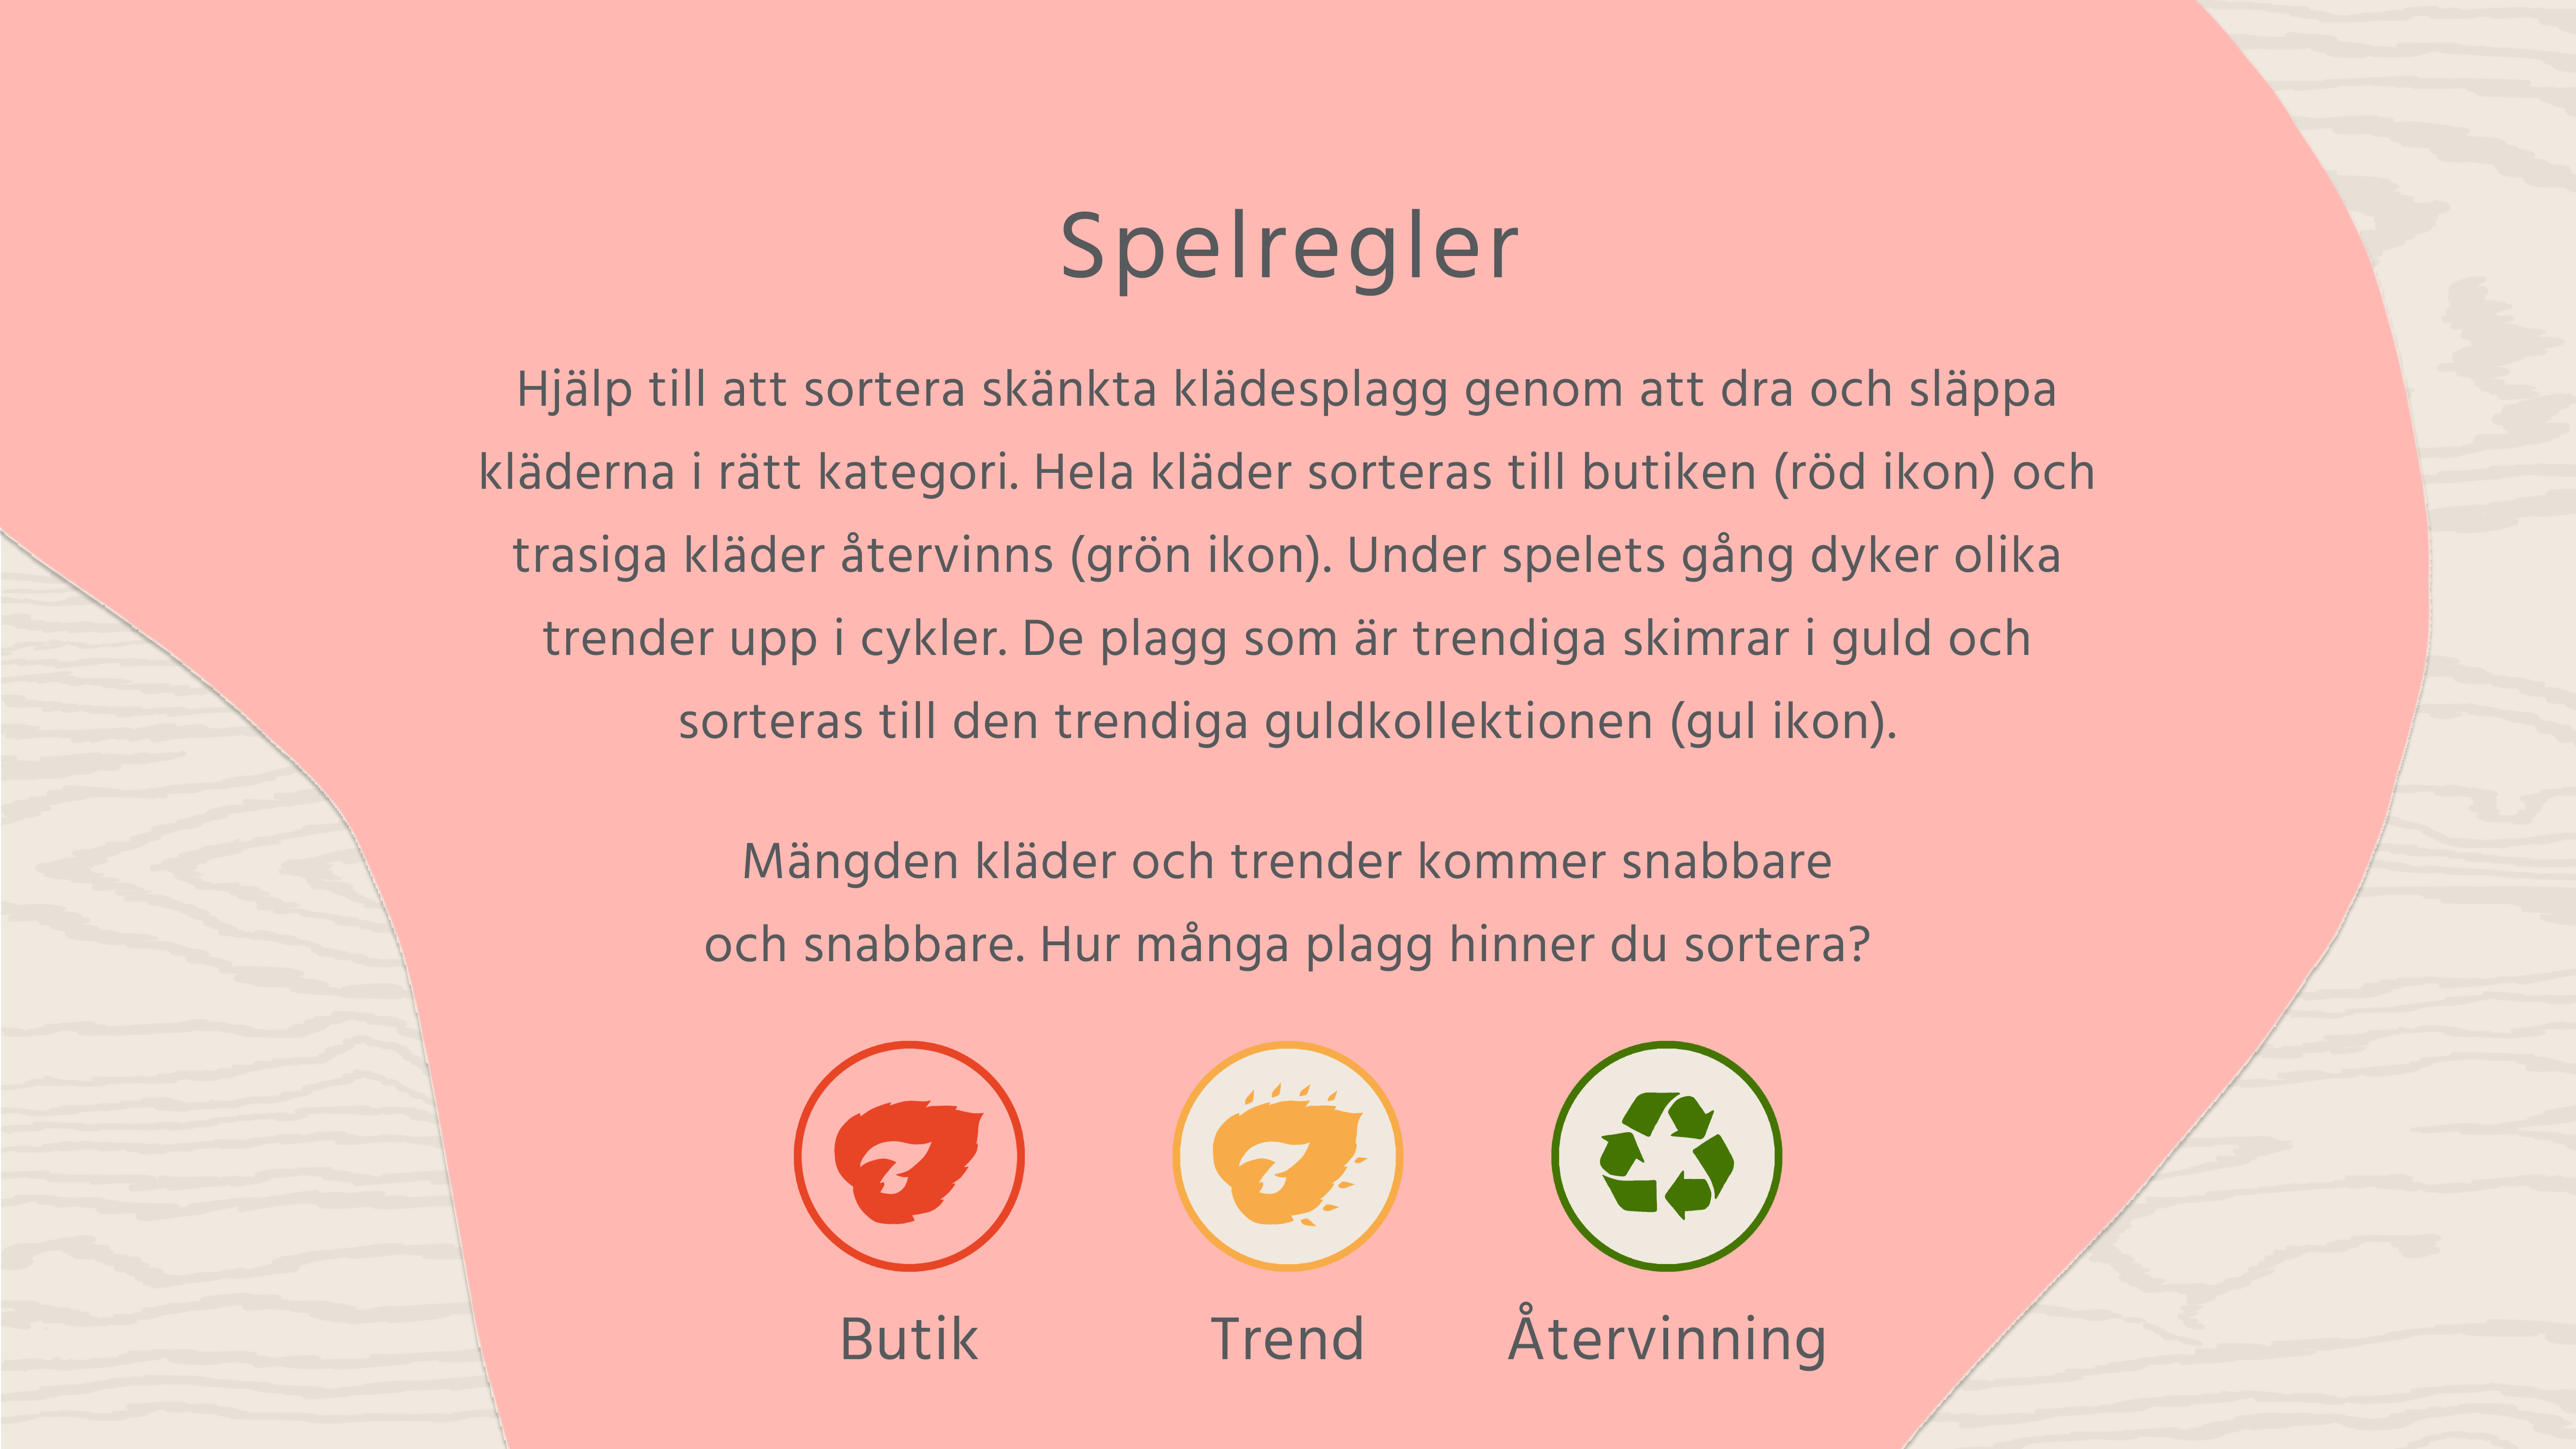 Spelregler
Hjälp till att sortera skänkta klädesplagg genom att dra och släppa
kläderna i rätt kategori. Hela kläder sorteras till butiken (röd ikon) och
trasiga kläder återvinns (grön ikon). Under spelets gång dyker olika
trender upp i cykler. De plagg som är trendiga skimrar i guld och
sorteras till den trendiga guldkollektionen (gul ikon).
Mängden kläder och trender kommer snabbare
och snabbare. Hur många plagg hinner du sortera?
Butik
Trend
Återvinning